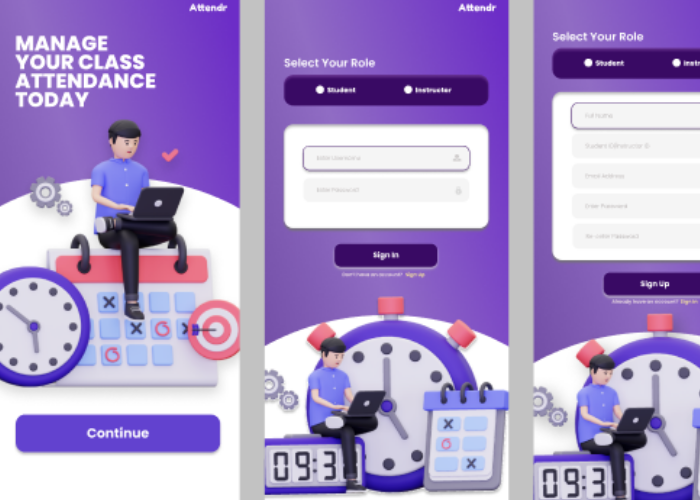 Attendr
MANAGE
YOUR CLASS
ATTENDANCE
TODAY
Continue
Attendr
Select Your Role
Student
Instructor
Enter Password
Sign In
Don't have an account? Sign Up
09:3
Select Your Role
Student
Instr
Full Name
Student ID/Instructor ID
Email Address
Enter Password
Re-enter Password
Sign Up
Already have an account? Sign In
09:3